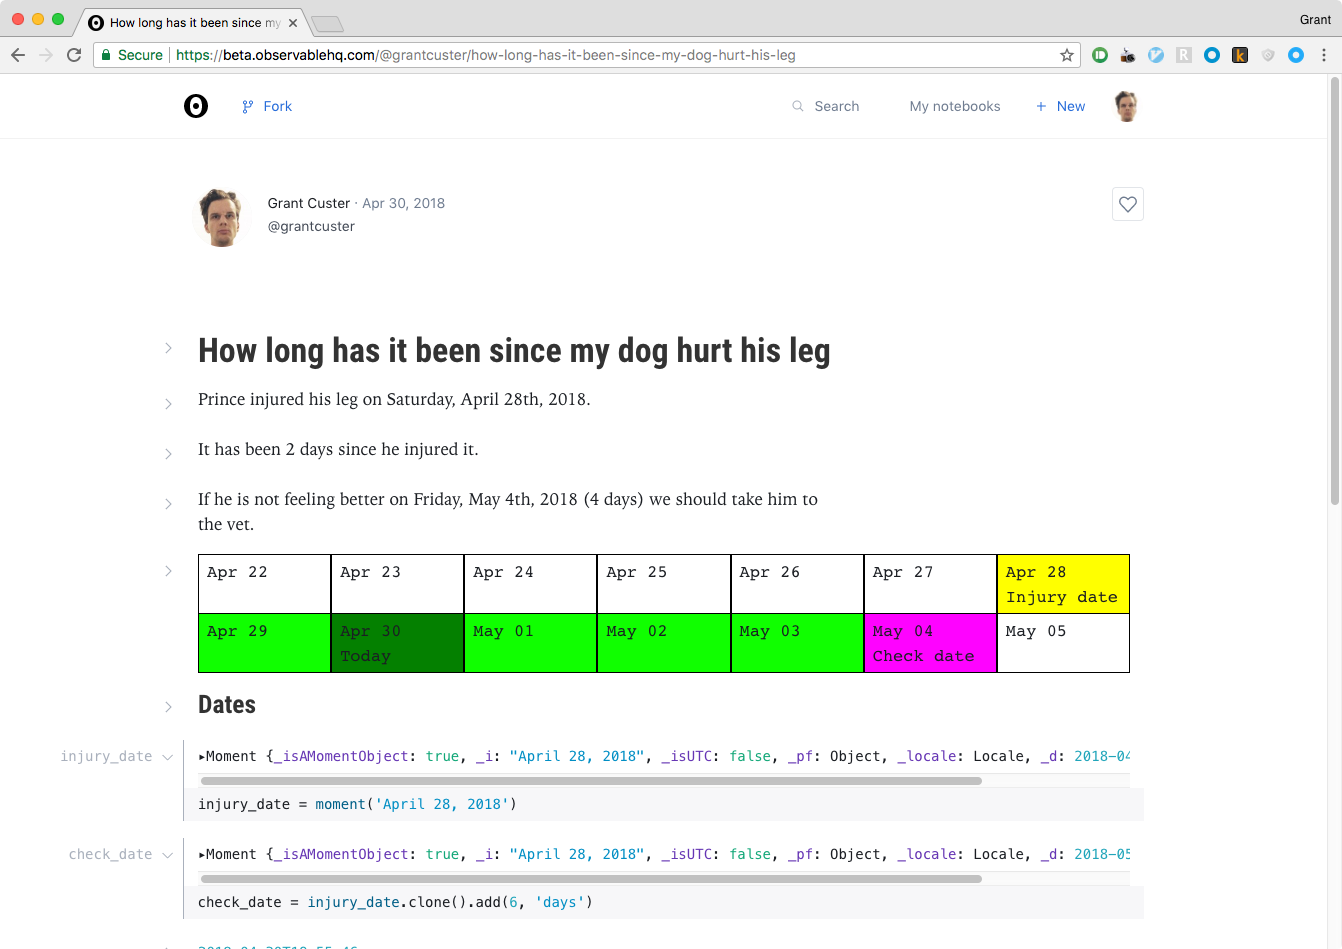 How long has it been since my
Grant
Secure https://beta.observablehq.com/@grantcuster/how-long-has-it-been-since-my-dog-hurt-his-leg
Fork
Search
My notebooks
+ New
Grant Custer · Apr 30, 2018
@grantcuster
How long has it been since my dog hurt his leg
Prince injured his leg on Saturday, April 28th, 2018.
It has been 2 days since he injured it.
If he is not feeling better on Friday, May 4th, 2018 (4 days) we should take him to
the vet.
Apr 22 Apr 23 Apr 24 Apr 25 Apr 26 Apr 27 Apr 28
Injury date
Apr 29 Apr 30 May 01 May 02 May 03 May 04 May 05
Today Check date
Dates
injury_date
▸Moment {_isAMomentObject: true, _i: "April 28, 2018", _isUTC: false, _pf: Object, _locale: Locale, _d: 2018-04
injury_date = moment('April 28, 2018')
check_date
▸Moment {_isAMomentObject: true, _i: "April 28, 2018", _isUTC: false, _pf: Object, _locale: Locale, _d: 2018-05
check_date = injury_date.clone().add(6, 'days')